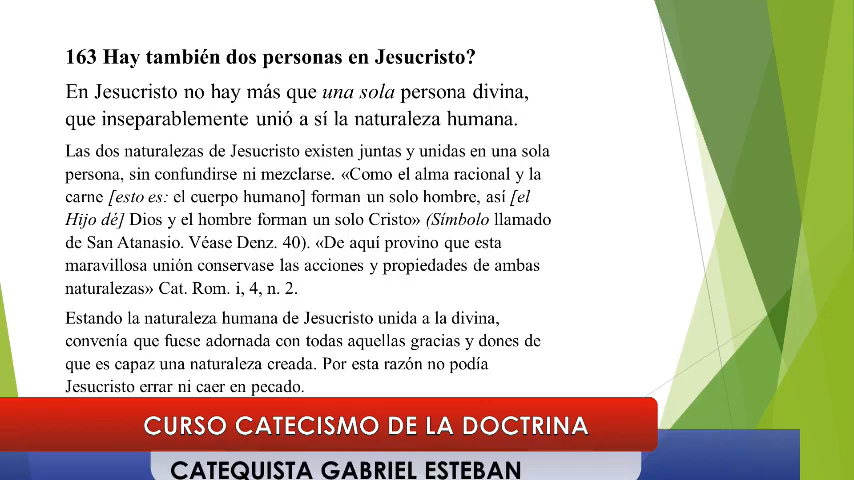 163 Hay también dos personas en Jesucristo?
En Jesucristo no hay más que una sola persona divina,
que inseparablemente unió a sí la naturaleza humana.
Las dos naturalezas de Jesucristo existen juntas y unidas en una sola
persona, sin confundirse ni mezclarse. «Como el alma racional y la
carne [esto es: el cuerpo humano] forman un solo hombre, así [el
Hijo dé] Dios y el hombre forman un solo Cristo» (Símbolo llamado
de San Atanasio. Véase Denz. 40). «De aquí provino que esta
maravillosa unión conservase las acciones y propiedades de ambas
naturalezas» Cat. Rom. i, 4, n. 2.
Estando la naturaleza humana de Jesucristo unida a la divina,
convenía que fuese adornada con todas aquellas gracias y dones de
que es capaz una naturaleza creada. Por esta razón no podía
Jesucristo errar ni caer en pecado.
CURSO CATECISMO DE LA DOCTRINA
CATEQUISTA GABRIEL ESTEBAN